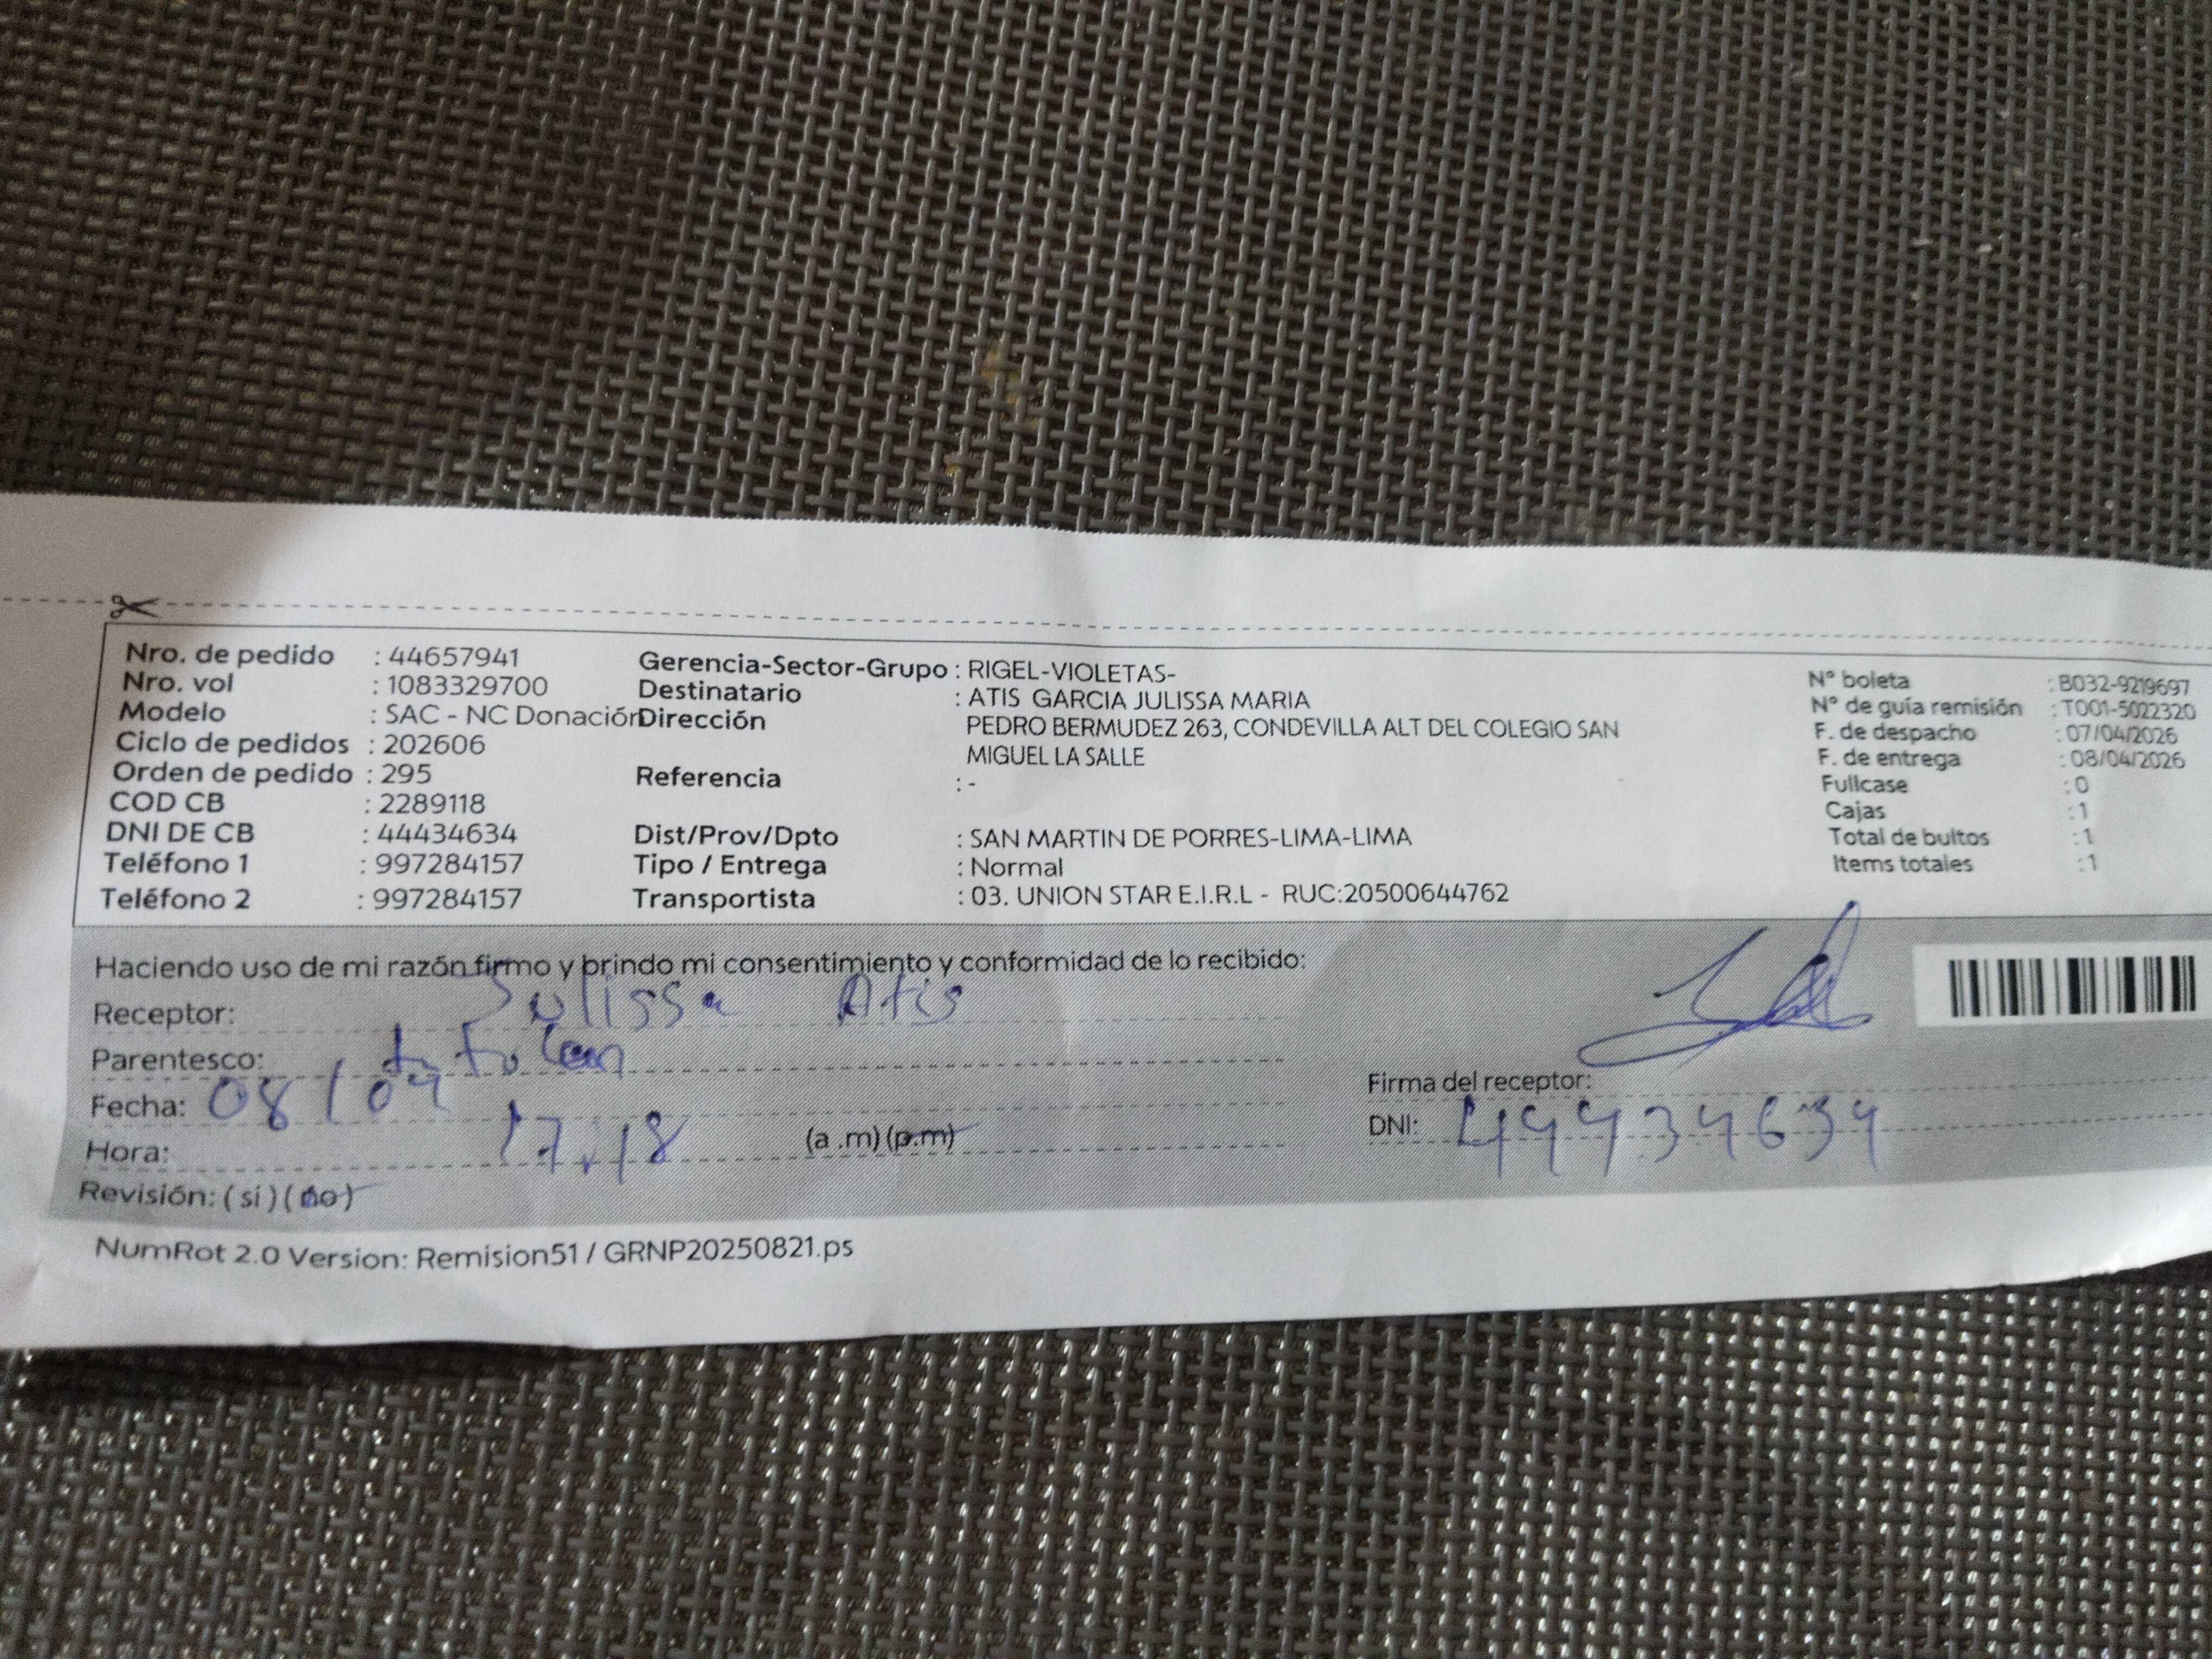 Nro. de pedido : 44657941
Nro. vol : 1083329700
Modelo : SAC - NC Donación
Ciclo de pedidos : 202606
Orden de pedido : 295
COD CB : 2289118
DNI DE CB : 44434634
Teléfono 1 : 997284157
Teléfono 2 : 997284157
Gerencia-Sector-Grupo : RIGEL-VIOLETAS-
Destinatario : ATIS GARCIA JULISSA MARIA
Dirección PEDRO BERMUDEZ 263, CONDEVILLA ALT DEL COLEGIO SAN
MIGUEL LA SALLE
Referencia : -
Dist/Prov/Dpto : SAN MARTIN DE PORRES-LIMA-LIMA
Tipo / Entrega : Normal
Transportista : 03. UNION STAR E.I.R.L - RUC:20500644762
N° boleta : B032-9219697
N° de guía remisión : T001-5022320
F. de despacho : 07/04/2026
F. de entrega : 08/04/2026
Fullcase : 0
Cajas : 1
Total de bultos : 1
Items totales : 1
Haciendo uso de mi razón firmo y brindo mi consentimiento y conformidad de lo recibido:
Receptor: Julissa Atis
Parentesco: titular
Fecha: 08/04
Hora: 17:18 (a .m) (p.m)
Revisión: (si) (no)
Firma del receptor:
DNI: 44434634
NumRot 2.0 Version: Remision51 / GRNP20250821.ps